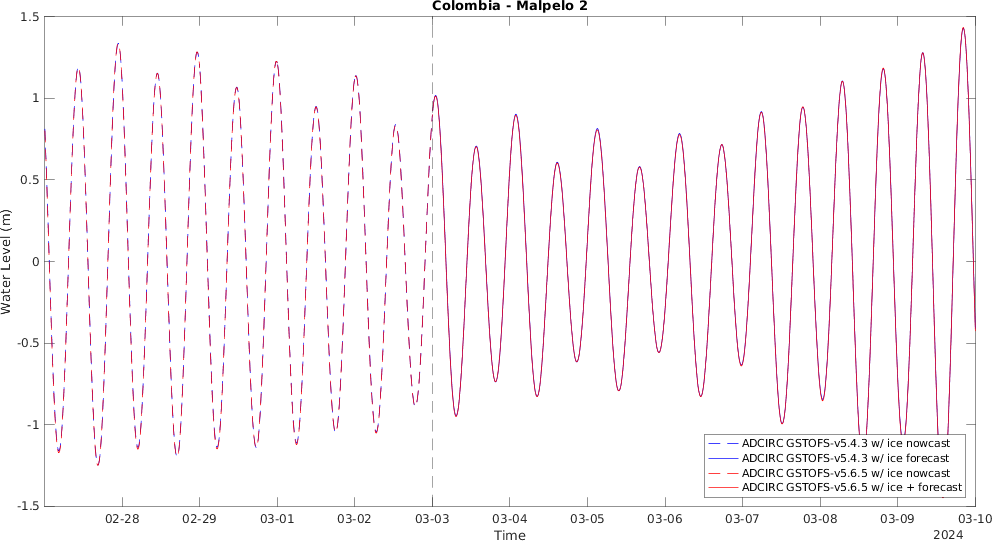 Colombia - Malpelo 2
Water Level (m)
1.5
1
0.5
0
-0.5
-1
-1.5
ADCIRC GSTOFS-v5.4.3 w/ ice nowcast
ADCIRC GSTOFS-v5.4.3 w/ ice forecast
ADCIRC GSTOFS-v5.6.5 w/ ice nowcast
ADCIRC GSTOFS-v5.6.5 w/ ice + forecast
02-28 02-29 03-01 03-02 03-03 03-04 03-05 03-06 03-07 03-08 03-09 03-10
Time
2024